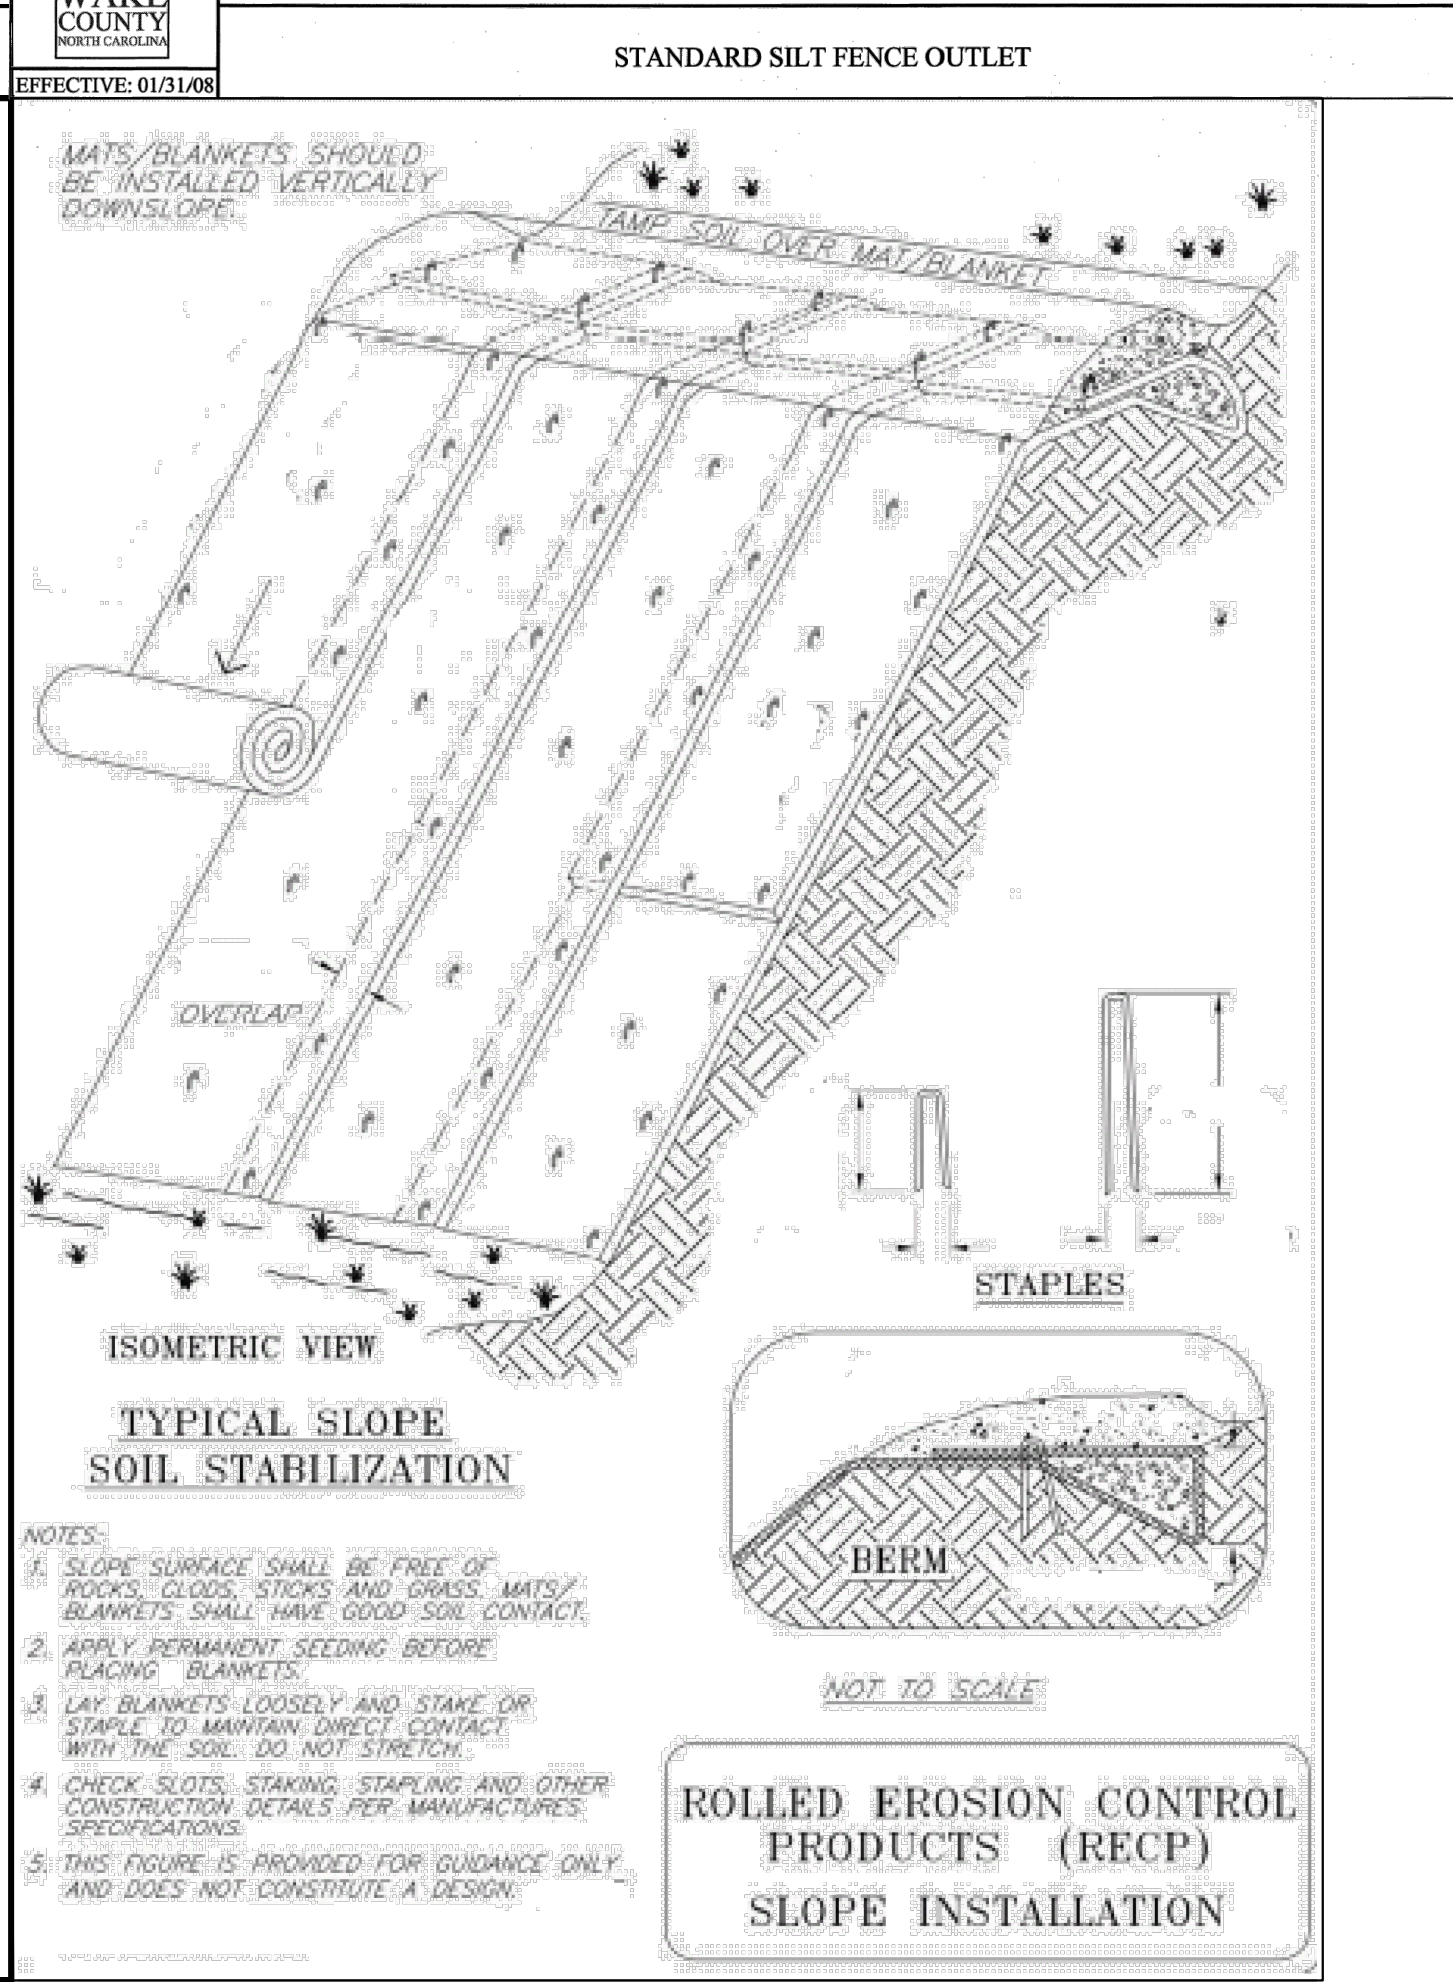 WAKE
COUNTY
NORTH CAROLINA
EFFECTIVE: 01/31/08
STANDARD SILT FENCE OUTLET
MATS/BLANKETS SHOULD
BE INSTALLED VERTICALLY
DOWNSLOPE.
TAMP SOIL OVER MAT/BLANKET
OVERLAP
STAPLES
ISOMETRIC VIEW
TYPICAL SLOPE
SOIL STABILIZATION
BERM
NOT TO SCALE
NOTES:
1. SLOPE SURFACE SHALL BE FREE OF
ROCKS, CLODS, STICKS AND GRASS. MATS/
BLANKETS SHALL HAVE GOOD SOIL CONTACT.
2. APPLY PERMANENT SEEDING BEFORE
PLACING BLANKETS.
3. LAY BLANKETS LOOSELY AND STAKE OR
STAPLE TO MAINTAIN DIRECT CONTACT
WITH THE SOIL. DO NOT STRETCH.
4. CHECK SLOTS, STAKING, STAPLING AND OTHER
CONSTRUCTION DETAILS PER MANUFACTURES
SPECIFICATIONS.
5. THIS FIGURE IS PROVIDED FOR GUIDANCE ONLY
AND DOES NOT CONSTITUTE A DESIGN.
ROLLED EROSION CONTROL
PRODUCTS (RECP)
SLOPE INSTALLATION